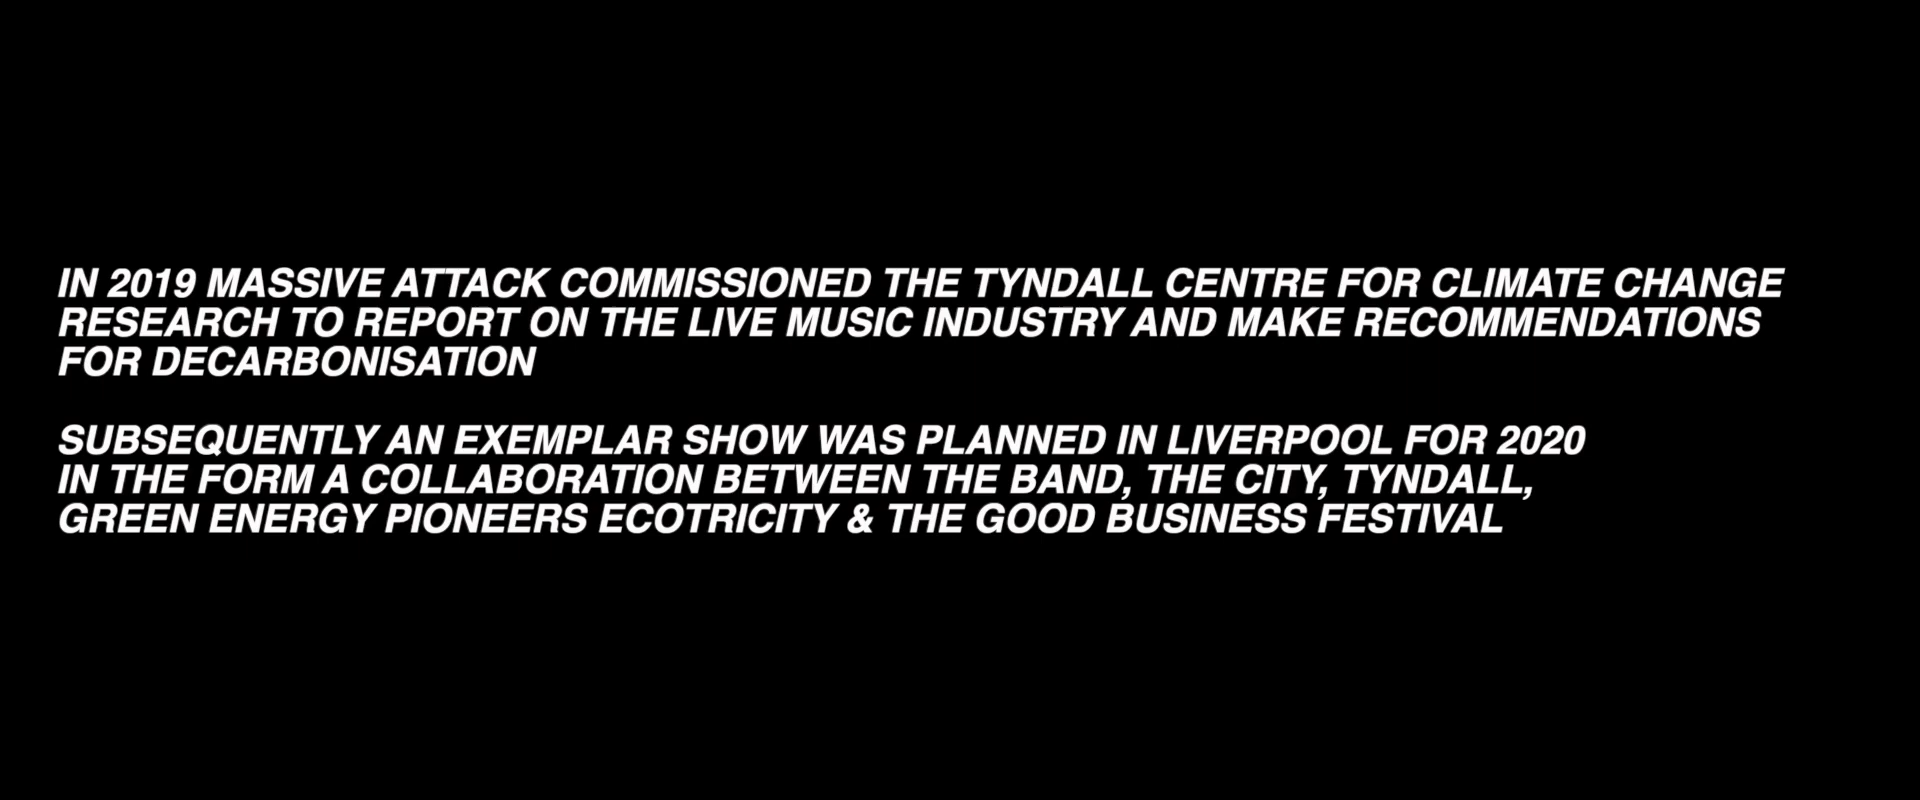 IN 2019 MASSIVE ATTACK COMMISSIONED THE TYNDALL CENTRE FOR CLIMATE CHANGE
RESEARCH TO REPORT ON THE LIVE MUSIC INDUSTRY AND MAKE RECOMMENDATIONS
FOR DECARBONISATION
SUBSEQUENTLY AN EXEMPLAR SHOW WAS PLANNED IN LIVERPOOL FOR 2020
IN THE FORM A COLLABORATION BETWEEN THE BAND, THE CITY, TYNDALL,
GREEN ENERGY PIONEERS ECOTRICITY & THE GOOD BUSINESS FESTIVAL